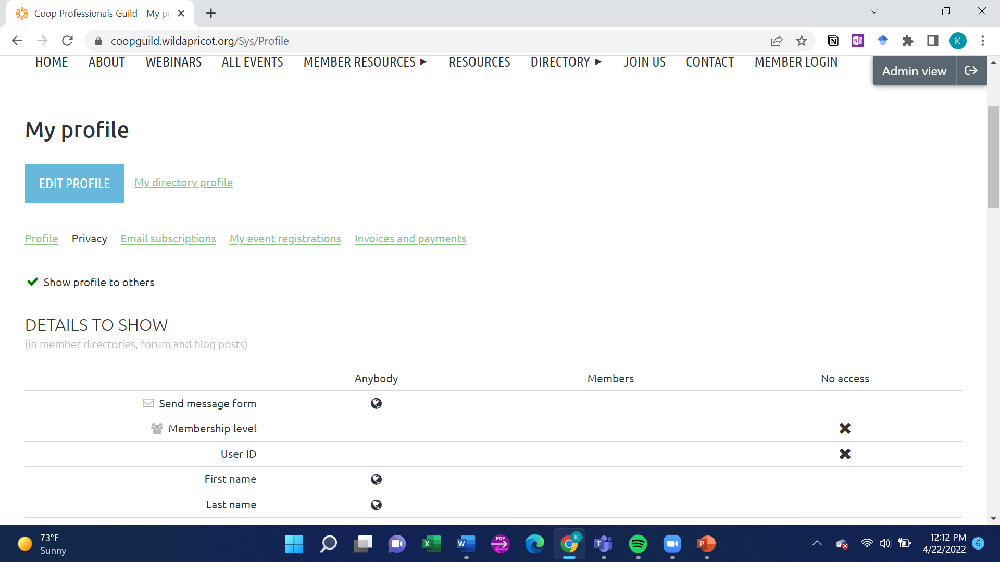 Coop Professionals Guild - My pr
coopguild.wildapricot.org/Sys/Profile
K
HOME ABOUT WEBINARS ALL EVENTS MEMBER RESOURCES ► RESOURCES DIRECTORY ► JOIN US CONTACT MEMBER LOGIN
Admin view
My profile
EDIT PROFILE My directory profile
Profile Privacy Email subscriptions My event registrations Invoices and payments
Show profile to others
DETAILS TO SHOW
(in member directories, forum and blog posts)
Anybody Members No access
Send message form
Membership level
User ID
First name
Last name
73°F
Sunny
PDF
K
12:12 PM
4/22/2022
6